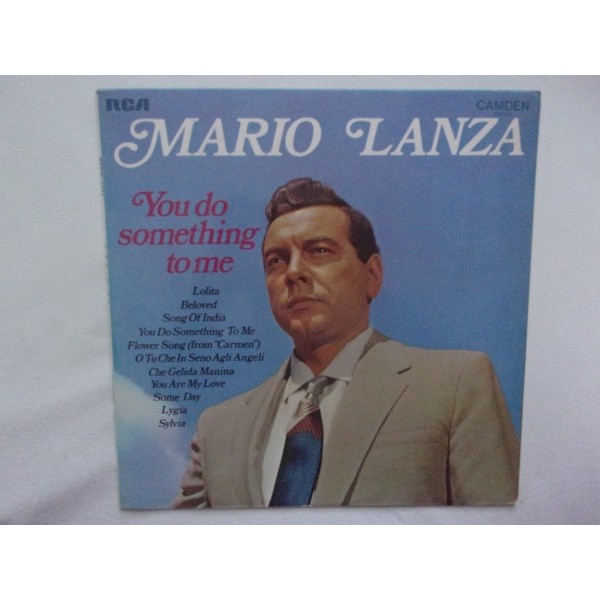 RCA
CAMDEN
MARIO LANZA
You do
something
to me
Lolita
Beloved
Song Of India
You Do Something To Me
Flower Song (from "Carmen")
O Tu Che In Seno Agli Angeli
Che Gelida Manina
You Are My Love
Some Day
Lygia
Sylvia